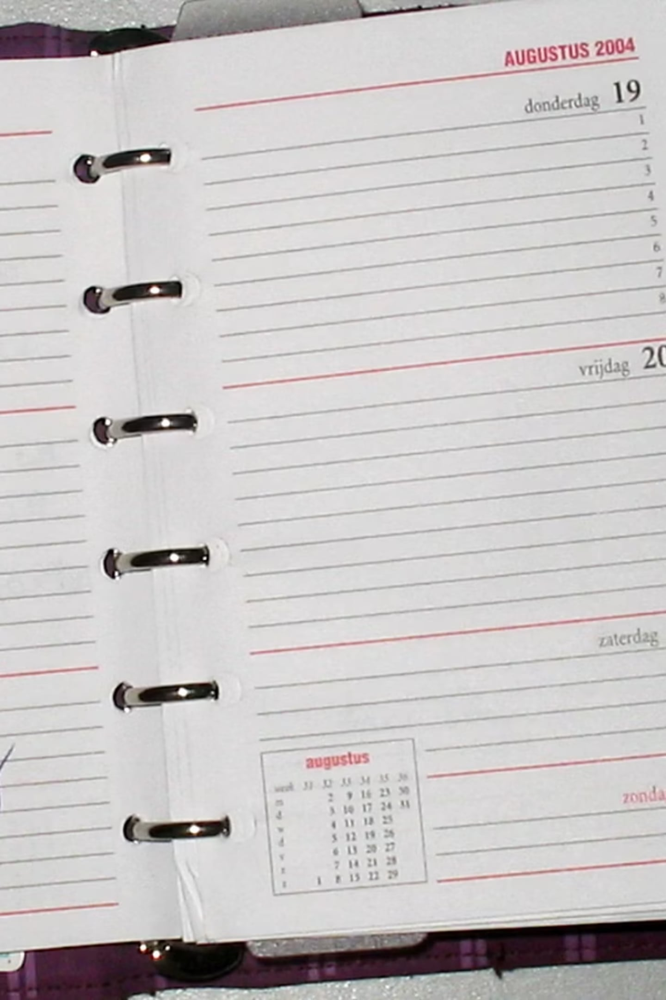 AUGUSTUS 2004
donderdag 19
1
2
3
4
5
6
7
8
vrijdag 20
zaterdag
augustus
week 31 32 33 34 35 36
m 2 9 16 23 30
d 3 10 17 24 31
w 4 11 18 25
d 5 12 19 26
v 6 13 20 27
z 7 14 21 28
z 1 8 15 22 29
zonda